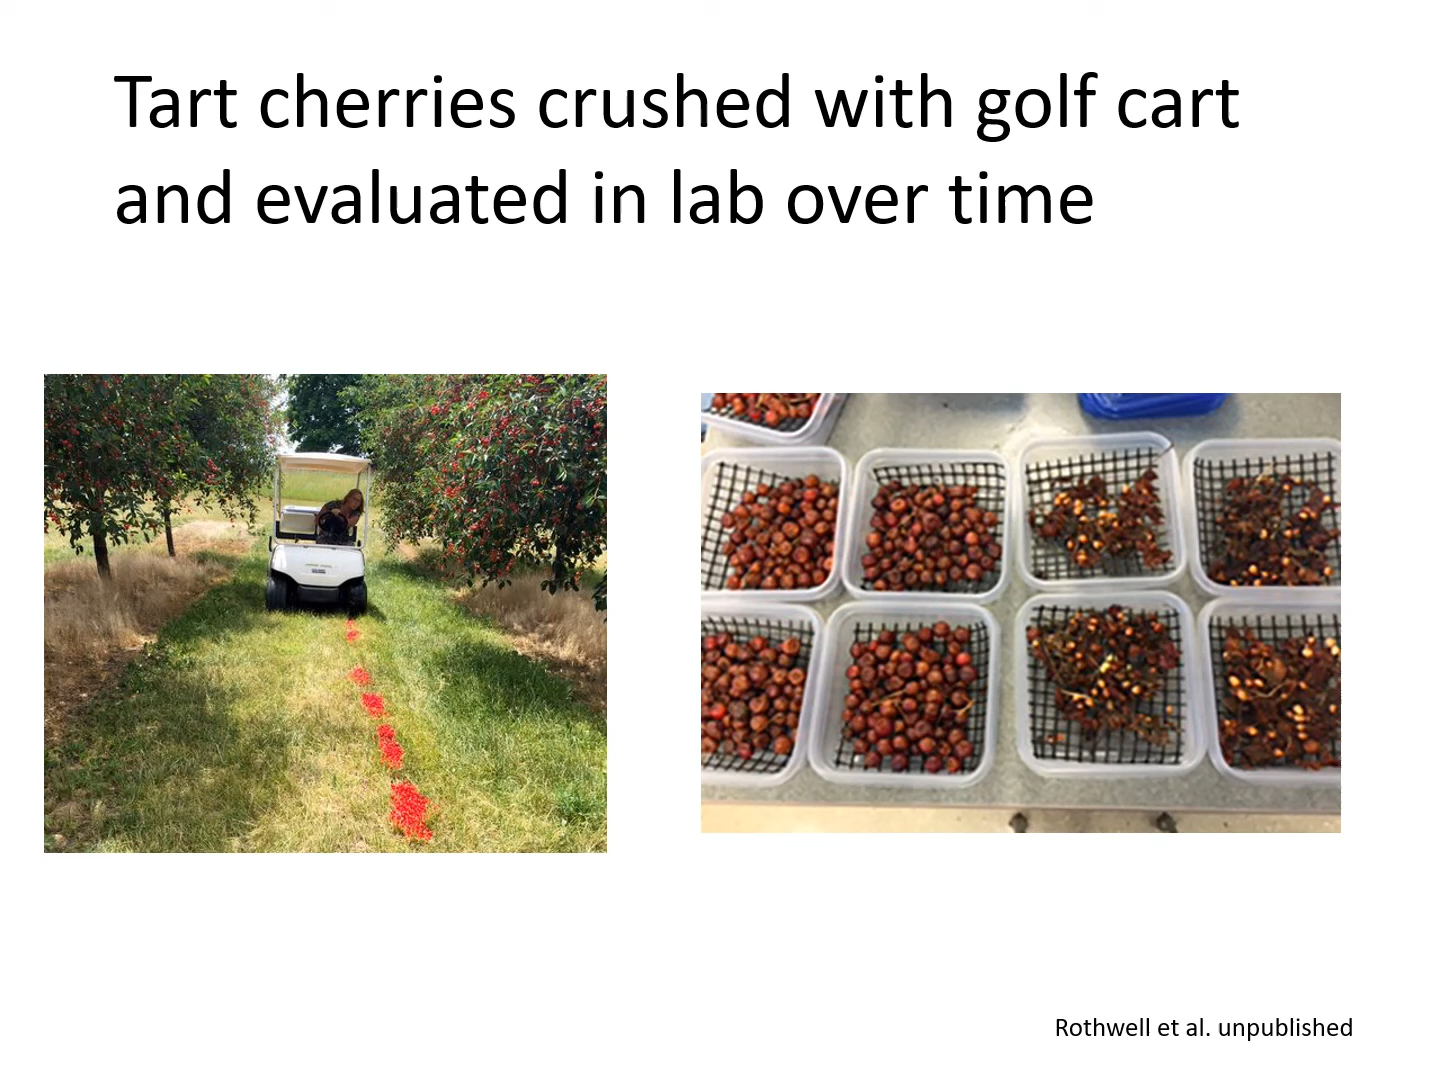 Tart cherries crushed with golf cart
and evaluated in lab over time
Rothwell et al. unpublished